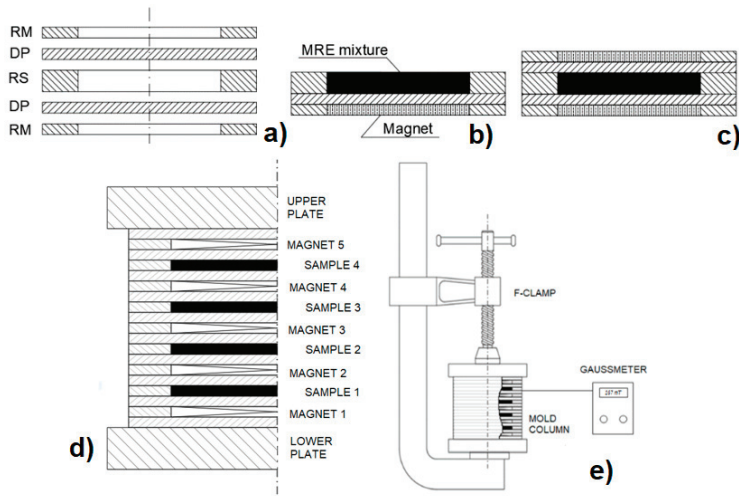 RM
DP
RS
DP
RM
a)
MRE mixture
Magnet
b)
c)
UPPER
PLATE
MAGNET 5
SAMPLE 4
MAGNET 4
SAMPLE 3
MAGNET 3
SAMPLE 2
MAGNET 2
SAMPLE 1
MAGNET 1
LOWER
PLATE
d)
F-CLAMP
GAUSSMETER
MOLD
COLUMN
e)